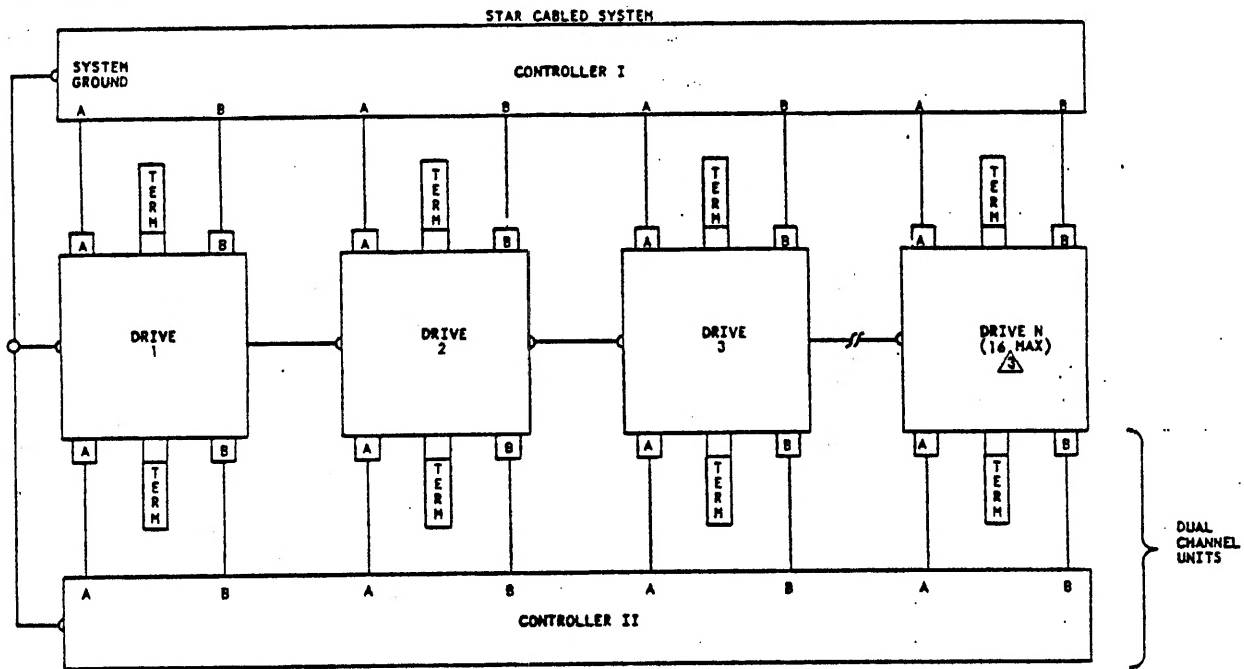 STAR CABLED SYSTEM
SYSTEM
GROUND
CONTROLLER I
A B A B A B A B
TERM TERM TERM TERM
A B A B A B A B
DRIVE
1
DRIVE
2
DRIVE
3
DRIVE N
(16 MAX)
3
A B A B A B A B
TERM TERM TERM TERM
DUAL
CHANNEL
UNITS
A B A B A B A B
CONTROLLER II